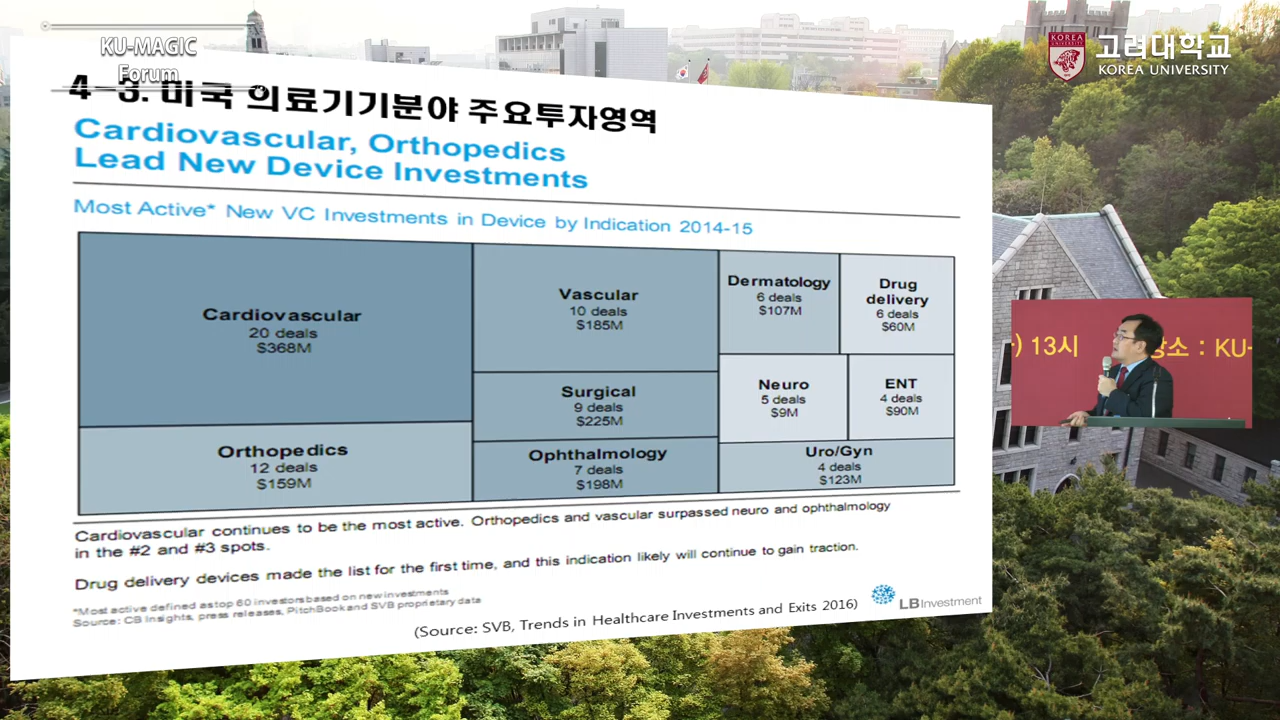 KU-MAGIC
Forum
KOREA
고려대학교
KOREA UNIVERSITY
4-3. 미국 의료기기분야 주요투자영역
Cardiovascular, Orthopedics
Lead New Device Investments
Most Active* New VC Investments in Device by Indication 2014-15
Cardiovascular
20 deals
$368M
Orthopedics
12 deals
$159M
Vascular
10 deals
$185M
Surgical
9 deals
$225M
Ophthalmology
7 deals
$198M
Dermatology
6 deals
$107M
Drug
delivery
6 deals
$60M
Neuro
5 deals
$9M
ENT
4 deals
$90M
Uro/Gyn
4 deals
$123M
) 13시
장소 : KU-
Cardiovascular continues to be the most active. Orthopedics and vascular surpassed neuro and ophthalmology
in the #2 and #3 spots.
Drug delivery devices made the list for the first time, and this indication likely will continue to gain traction.
*Most active defined as top 60 investors based on new investments
Source: CB Insights, press releases, PitchBook and SVB proprietary data
(Source: SVB, Trends in Healthcare Investments and Exits 2016)
LB Investment